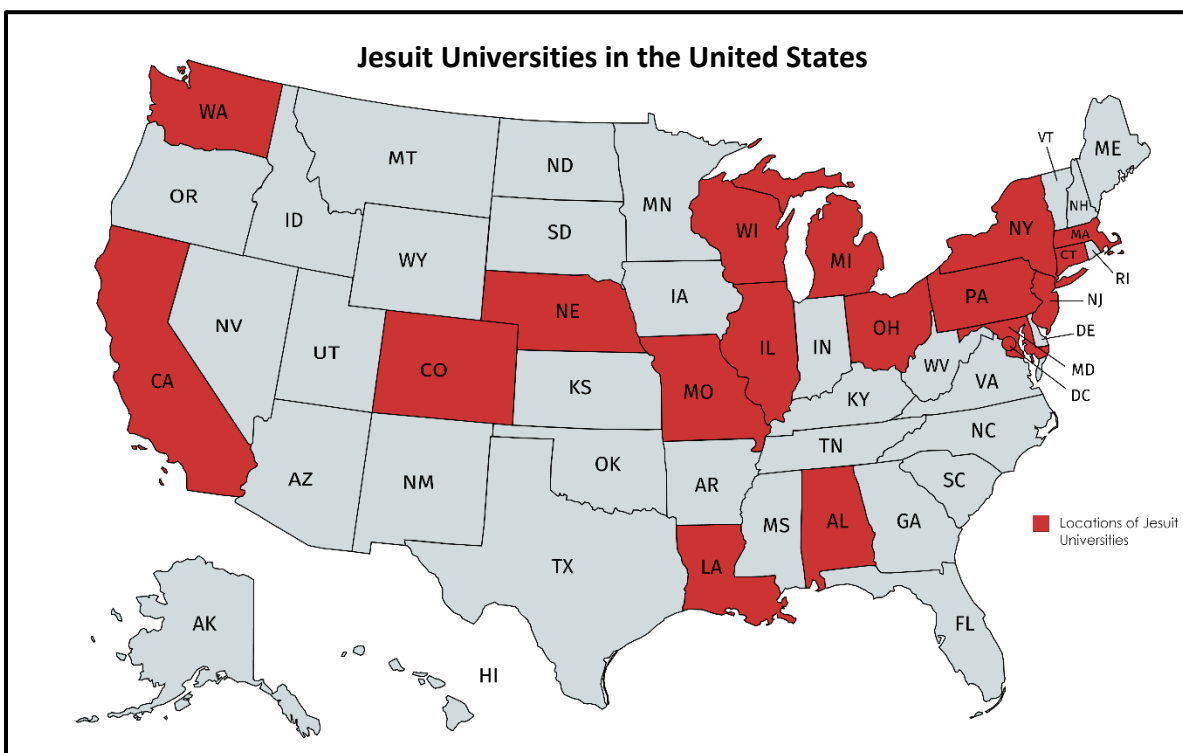 Jesuit Universities in the United States
WA
MT
ND
MN
VT
ME
OR
ID
SD
WI
MI
NY
NH
MA
CT
RI
WY
IA
PA
NJ
NE
NV
UT
CO
IL
IN
OH
DE
WV
VA
MD
DC
CA
KS
MO
KY
AZ
NM
OK
AR
TN
NC
SC
MS
AL
GA
Locations of Jesuit
Universities
TX
LA
FL
AK
HI